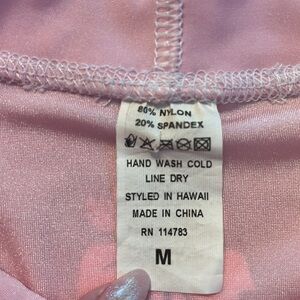 80% NYLON
20% SPANDEX
HAND WASH COLD
LINE DRY
STYLED IN HAWAII
MADE IN CHINA
RN 114783
M